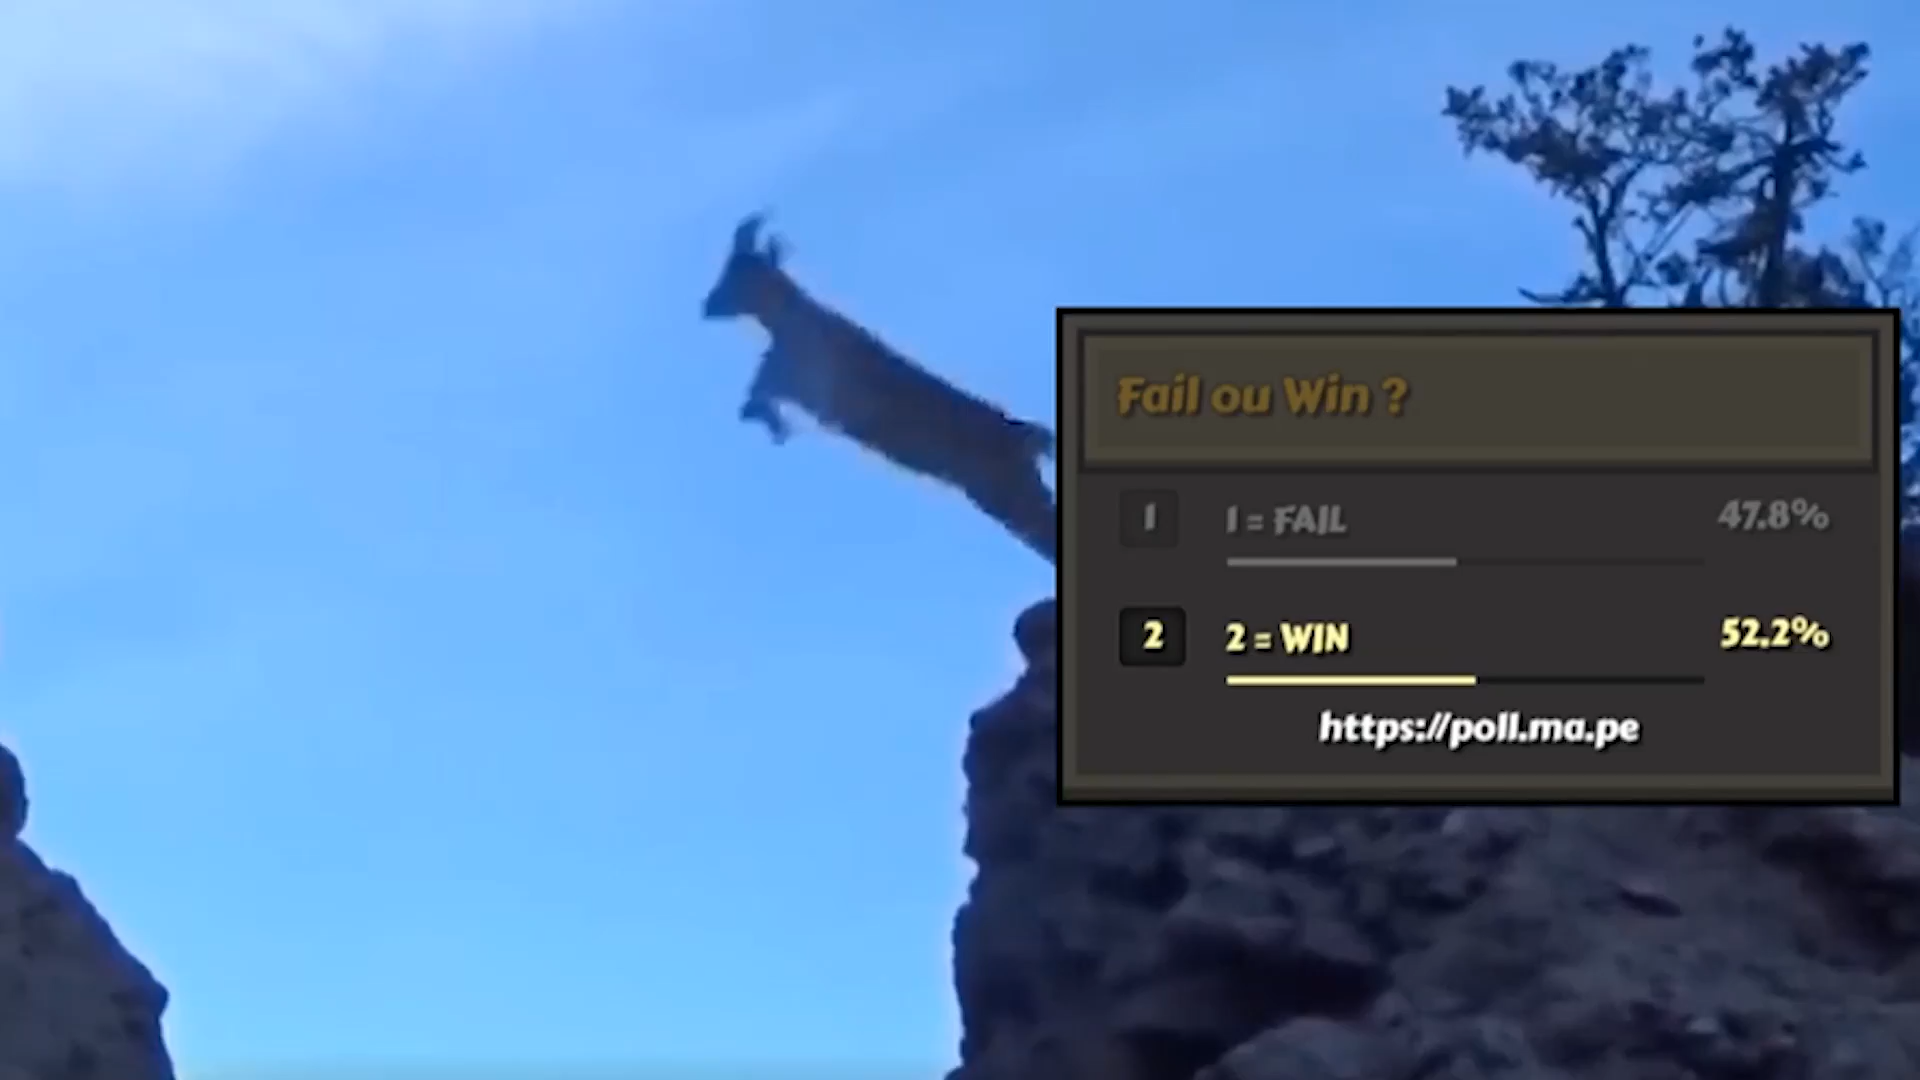 Fail ou Win ?
1 1 = FAIL 47.8%
2 2 = WIN 52.2%
https://poll.ma.pe